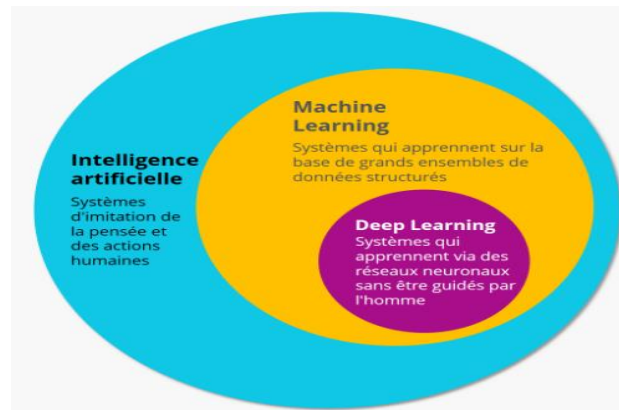 Machine
Learning
Systèmes qui apprennent sur la
base de grands ensembles de
données structurés
Intelligence
artificielle
Systèmes
d'imitation de
la pensée et
des actions
humaines
Deep Learning
Systèmes qui
apprennent via des
réseaux neuronaux
sans être guidés par
l'homme